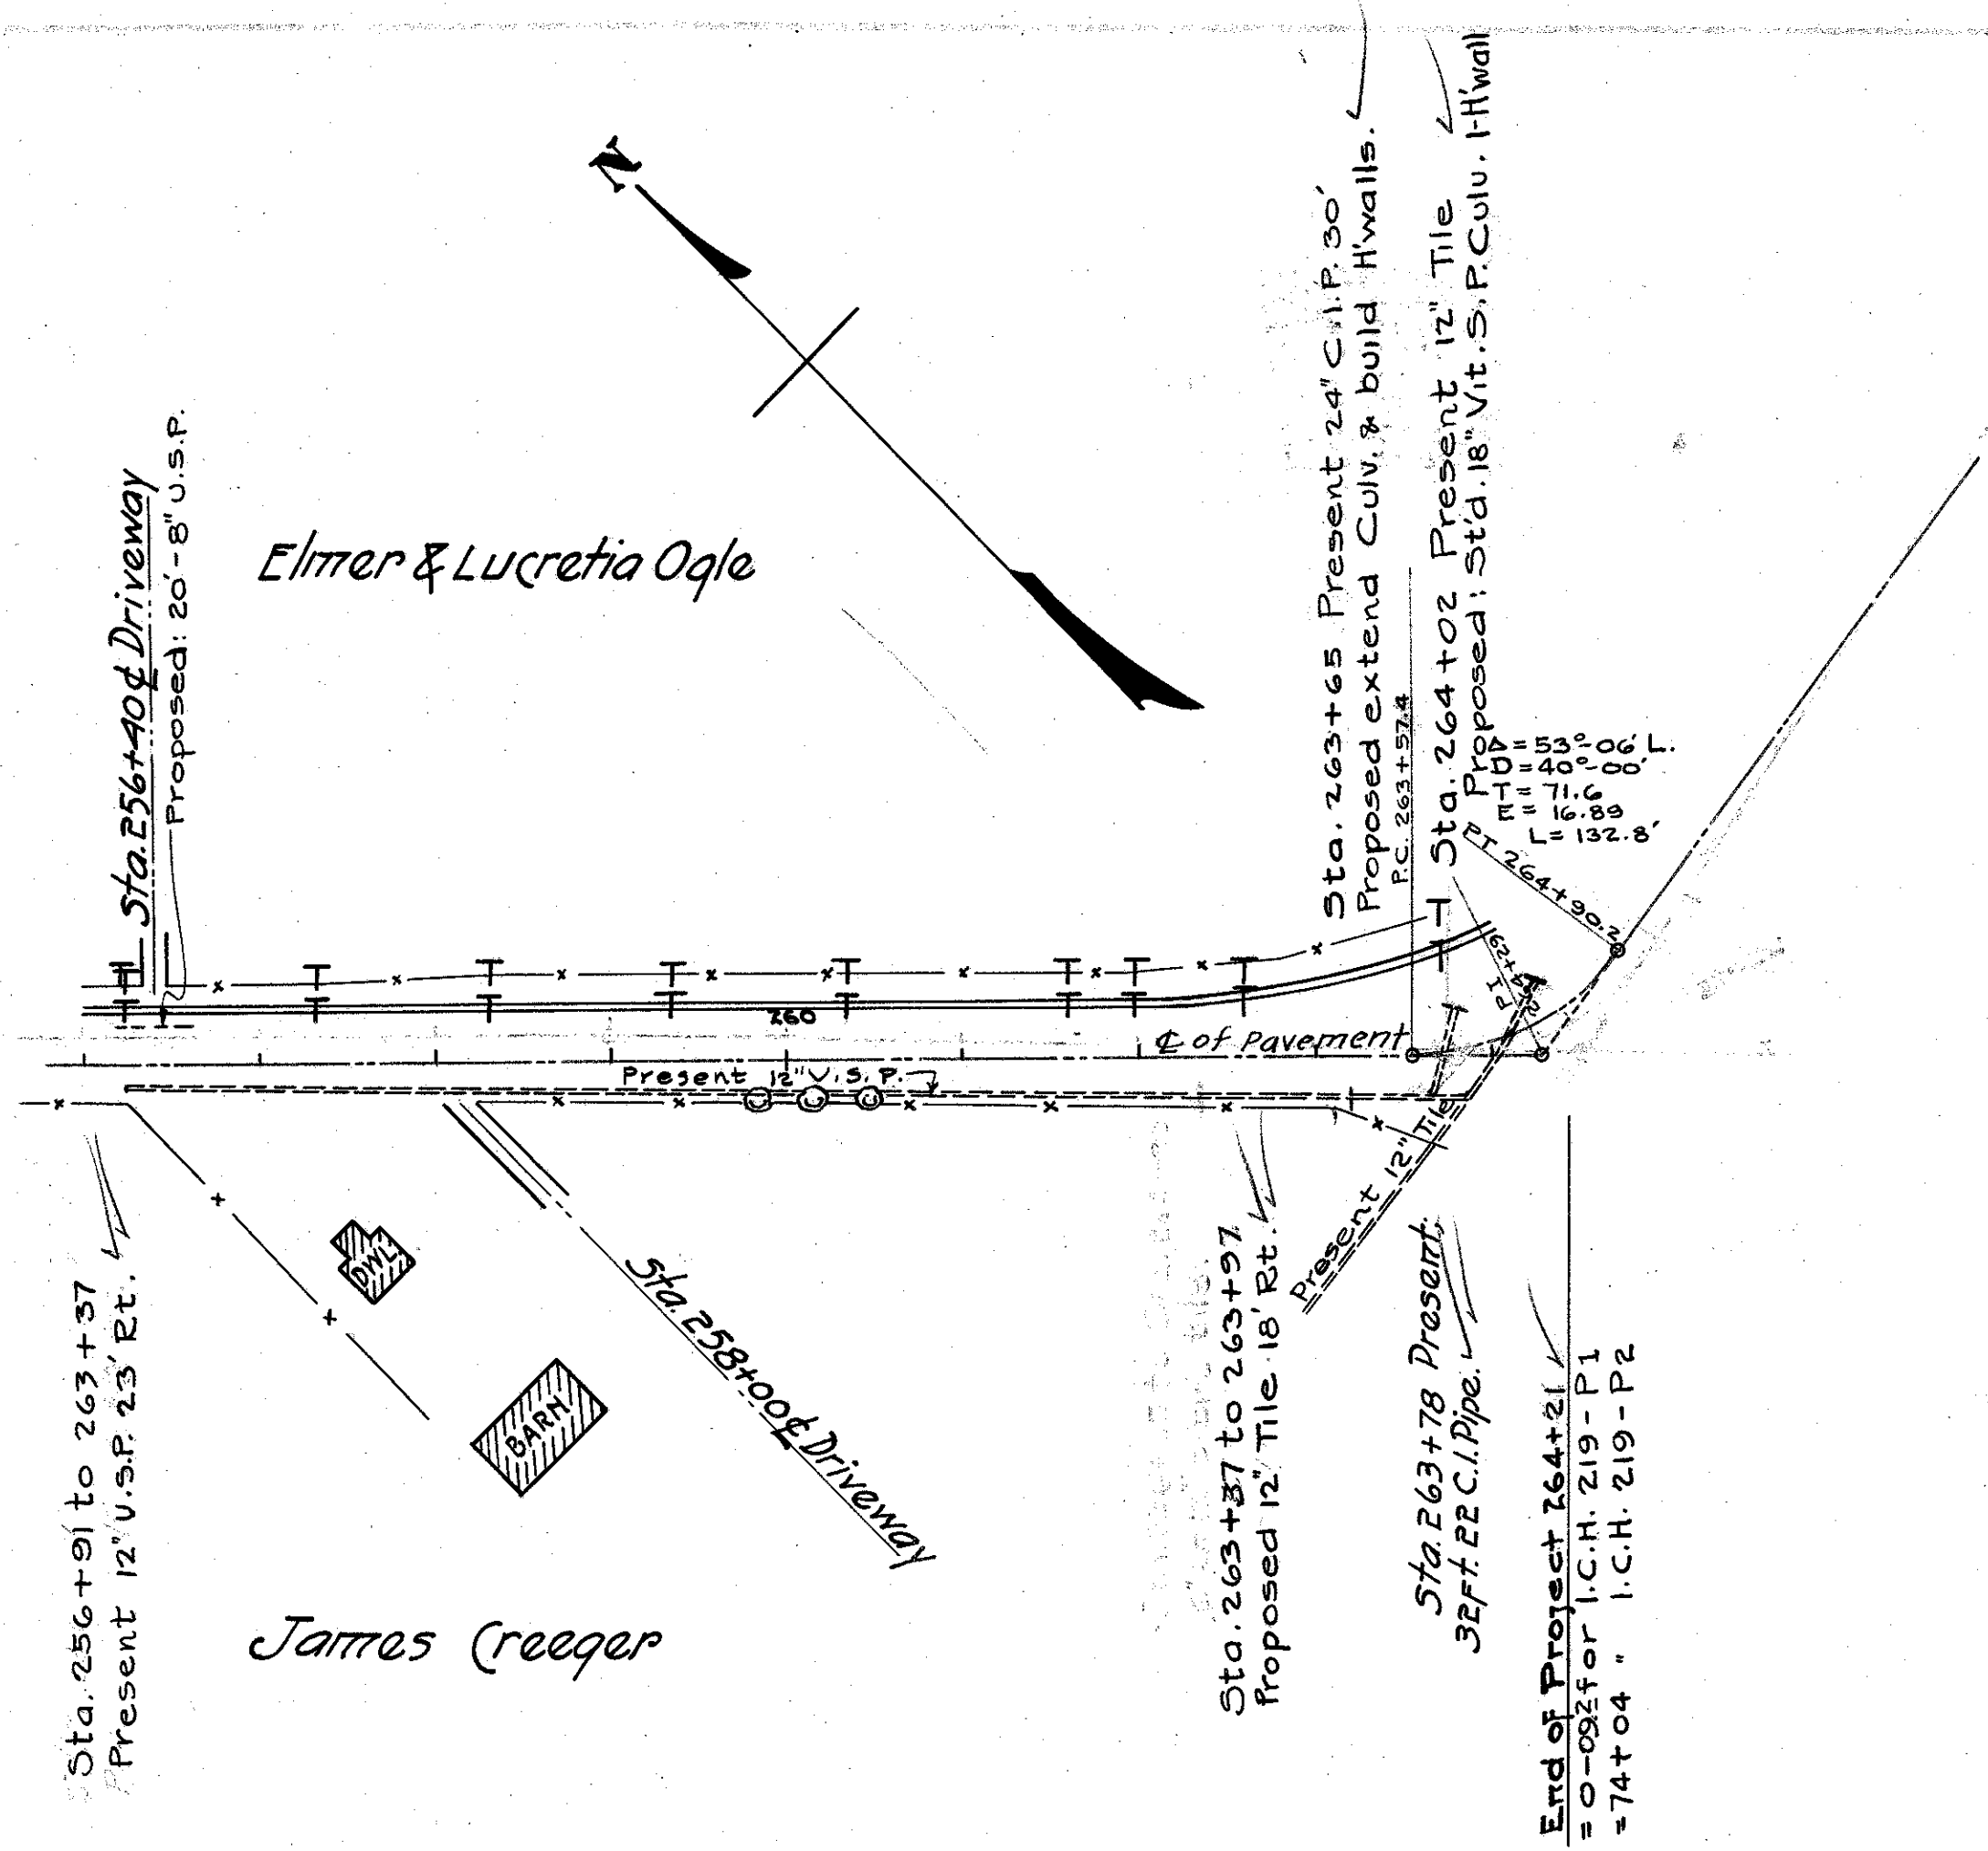 N
Sta. 256+40 ℄ Driveway
Proposed: 20'-8" V.S.P.
Elmer & Lucretia Ogle
Sta. 263+65 Present 24" C.I.P. 30'
Proposed extend Culv. & build H'walls.
P.C. 263+57.4
Sta. 264+02 Present 12" Tile
Proposed: St'd. 18" Vit. S.P. Culv. 1-H'wall
Δ = 53°-06' L.
D = 40°-00'
T = 71.6
E = 16.89
L = 132.8'
PT 264+90.2
PI
260
℄ of Pavement
Present 12" V.S.P.
Present 12" Tile
DWL
BARN
Sta. 258+00 ℄ Driveway
Sta. 256+91 to 263+37
Present 12" V.S.P. 23' Rt.
James Creeger
Sta. 263+37 to 263+97
Proposed 12" Tile 18' Rt.
Sta. 263+78 Present
32 Ft. 22 C.I. Pipe.
End of Project 264+21
= 0-092 for I.C.H. 219-P1
= 74+04 " I.C.H. 219-P2